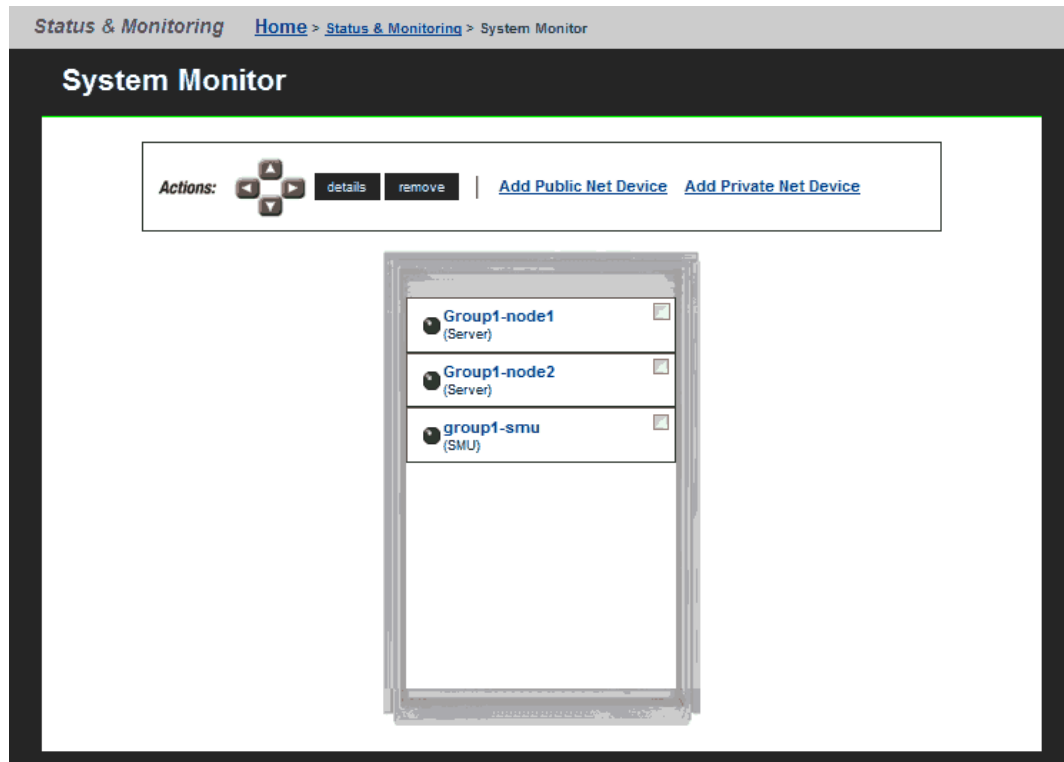 Status & Monitoring Home > Status & Monitoring > System Monitor
System Monitor
Actions: details remove | Add Public Net Device Add Private Net Device
Group1-node1
(Server)
Group1-node2
(Server)
group1-smu
(SMU)